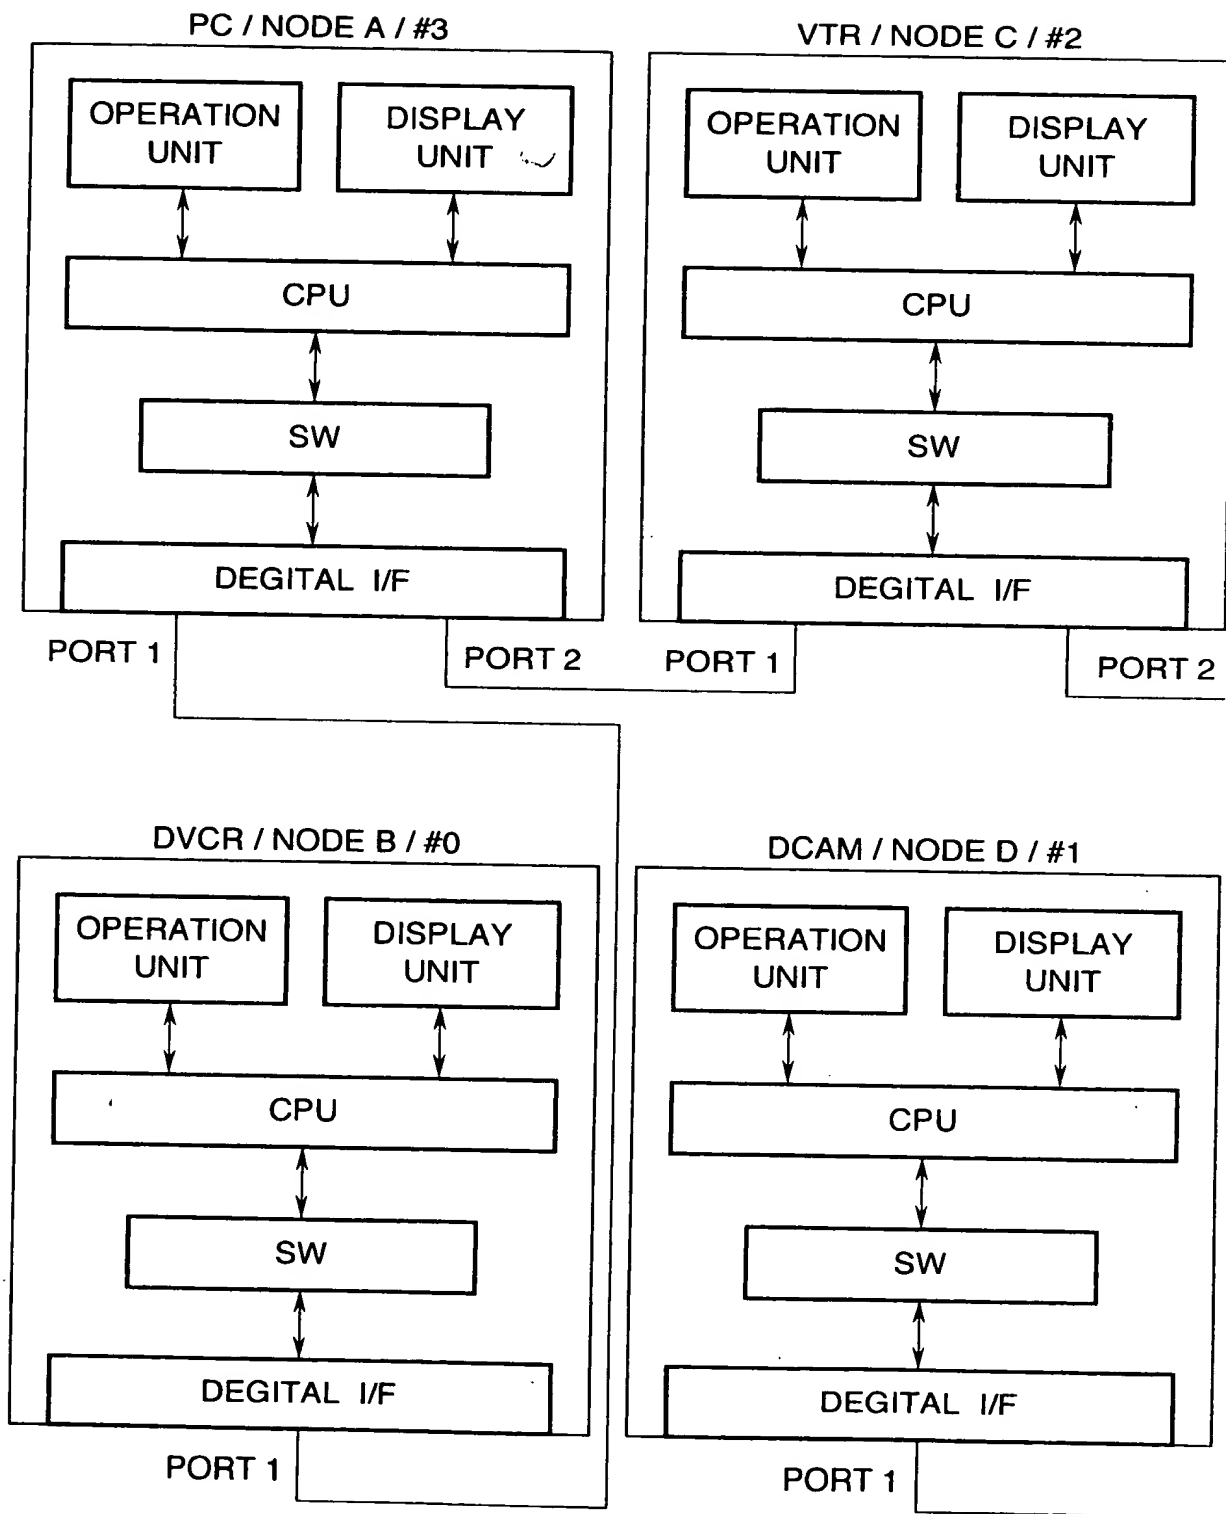 PC / NODE A / #3
OPERATION
UNIT
DISPLAY
UNIT
CPU
SW
DEGITAL I/F
PORT 1
PORT 2
VTR / NODE C / #2
OPERATION
UNIT
DISPLAY
UNIT
CPU
SW
DEGITAL I/F
PORT 1
PORT 2
DVCR / NODE B / #0
OPERATION
UNIT
DISPLAY
UNIT
CPU
SW
DEGITAL I/F
PORT 1
DCAM / NODE D / #1
OPERATION
UNIT
DISPLAY
UNIT
CPU
SW
DEGITAL I/F
PORT 1